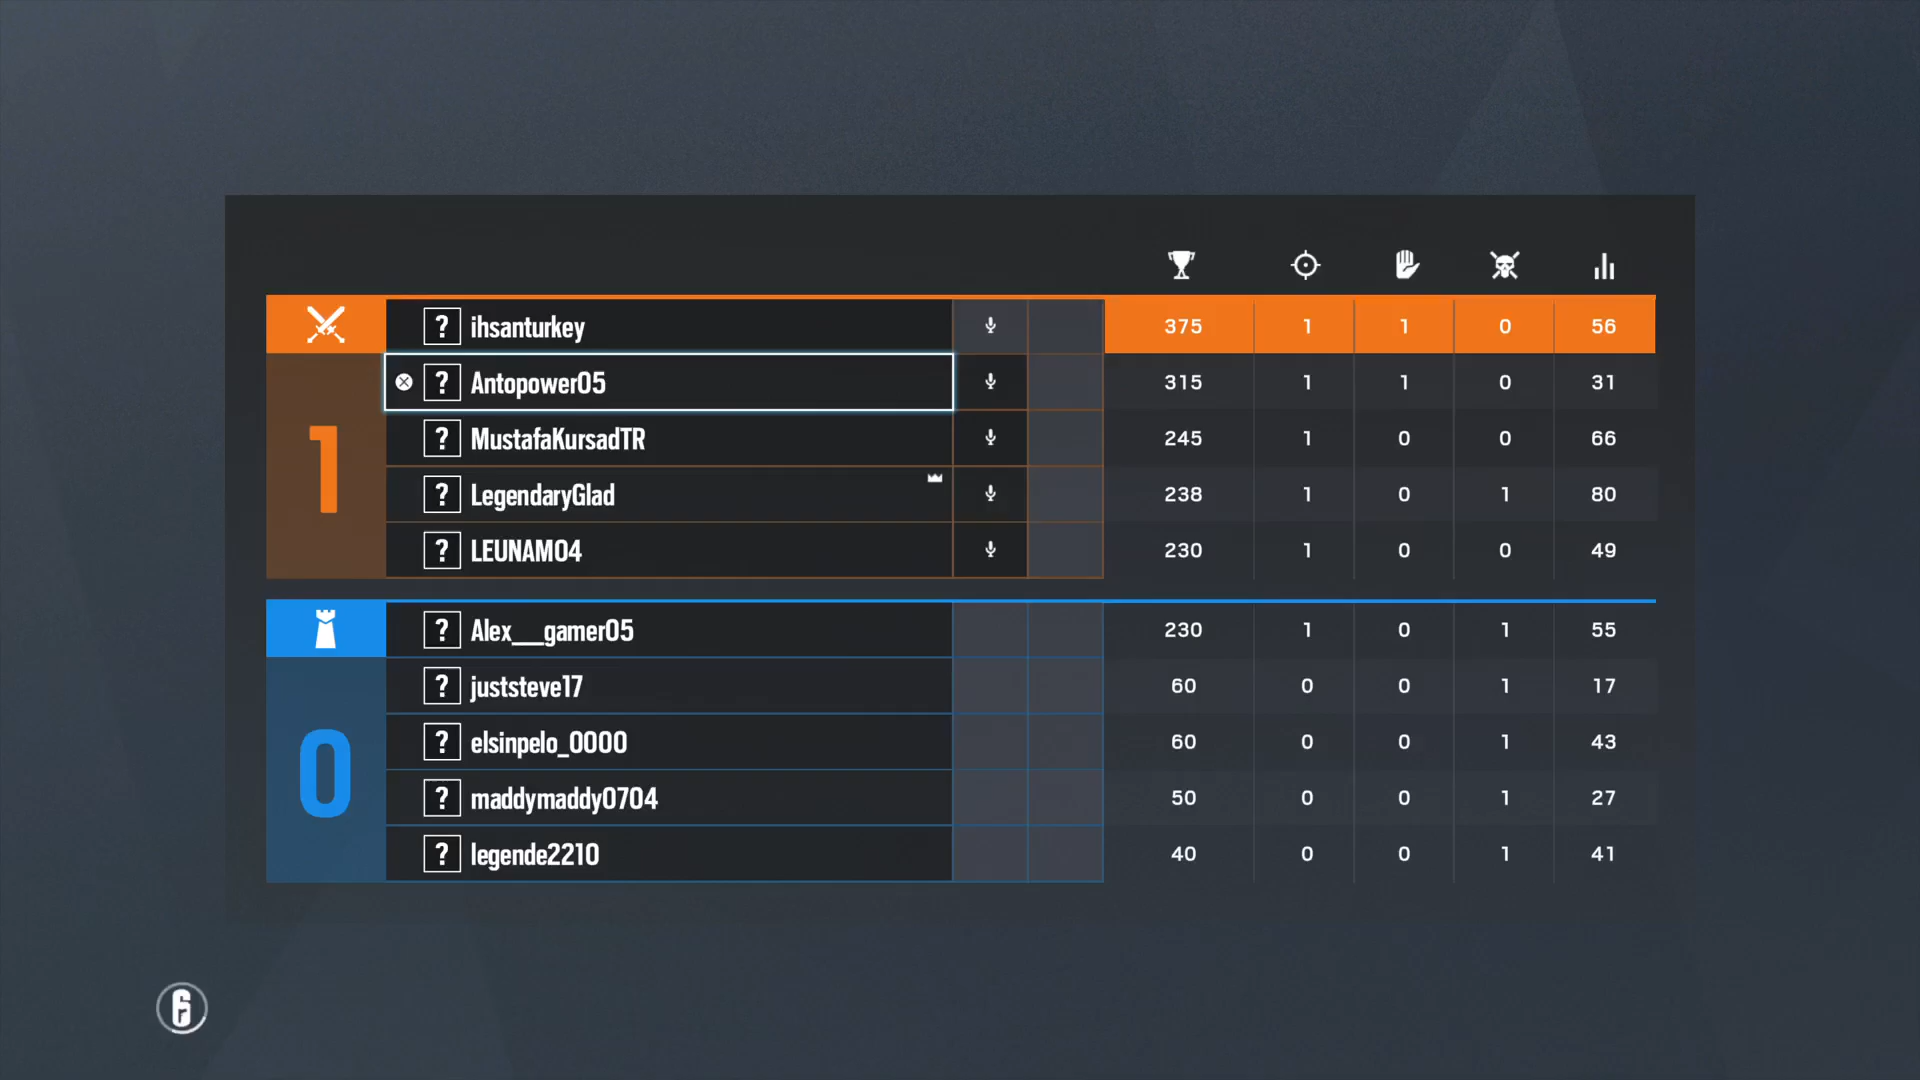 ? ihsanturkey 375 1 1 0 56
? Antopower05 315 1 1 0 31
? MustafaKursadTR 245 1 0 0 66
? LegendaryGlad 238 1 0 1 80
? LEUNAM04 230 1 0 0 49
1
? Alex__gamer05 230 1 0 1 55
? juststeve17 60 0 0 1 17
? elsinpelo_0000 60 0 0 1 43
? maddymaddy0704 50 0 0 1 27
? legende2210 40 0 0 1 41
0
6